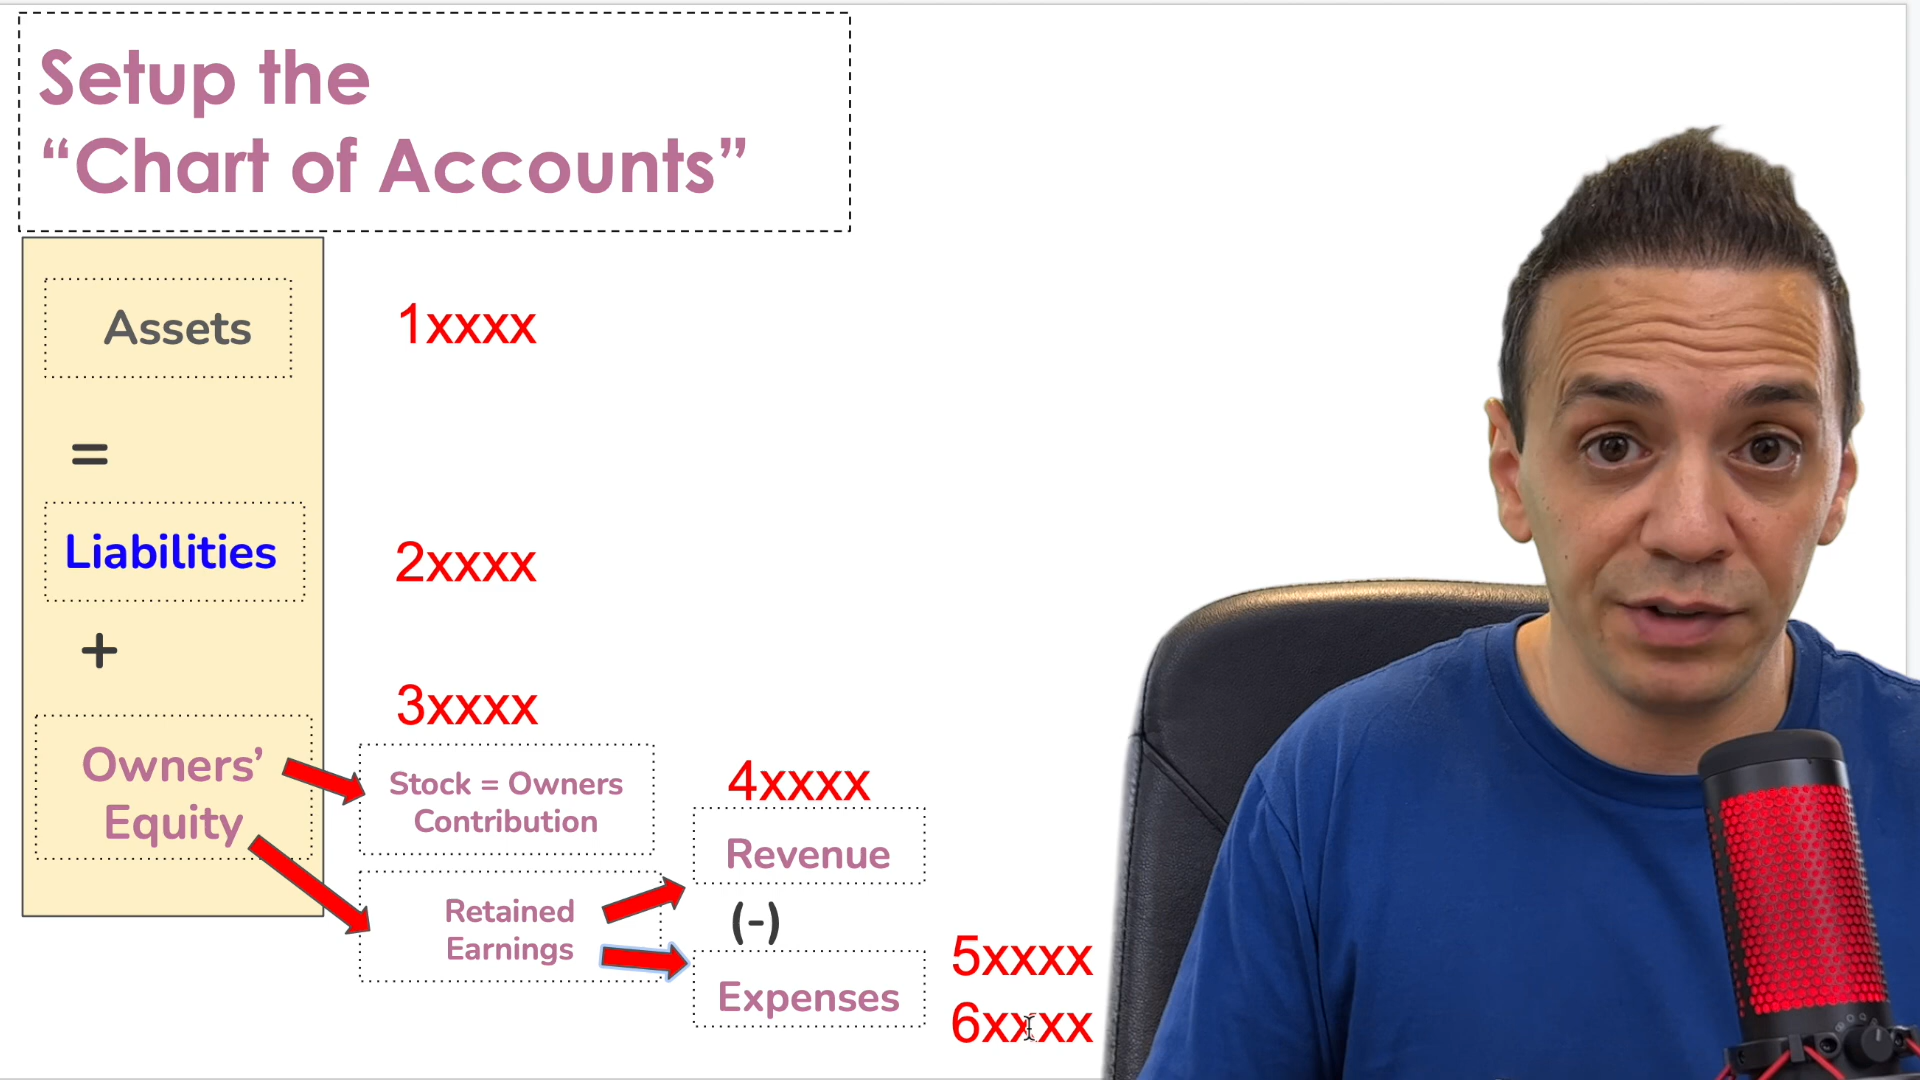 Setup the
“Chart of Accounts”
Assets
1xxxx
=
Liabilities
2xxxx
+
3xxxx
Owners’
Equity
Stock = Owners
Contribution
4xxxx
Revenue
Retained
Earnings
(-)
Expenses
5xxxx
6xxxx